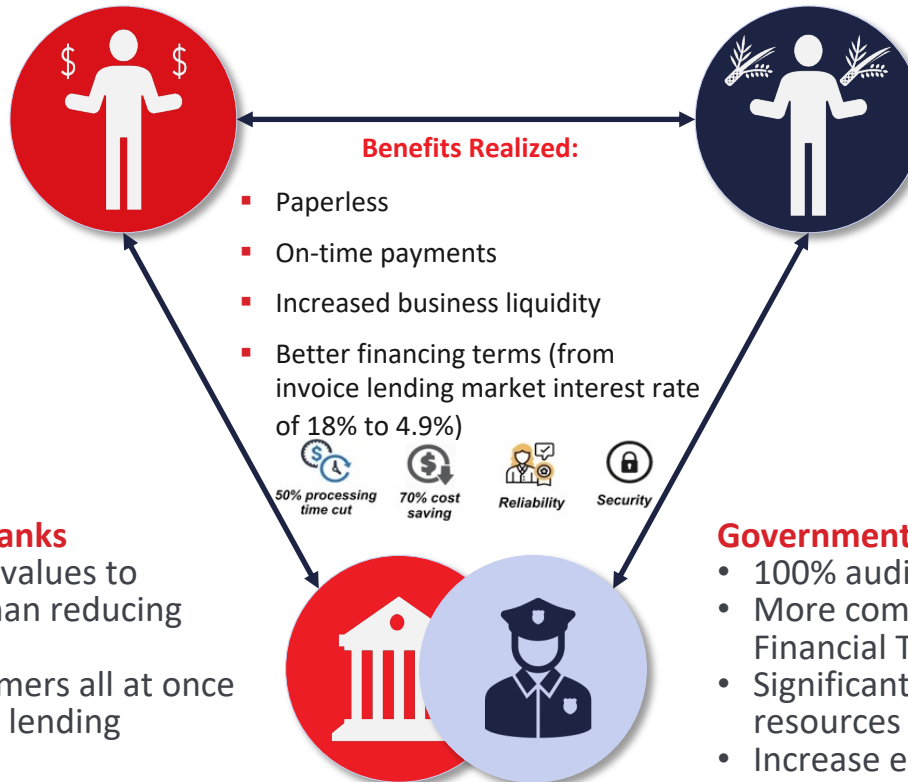 $ $
Benefits Realized:
▪ Paperless
▪ On-time payments
▪ Increased business liquidity
▪ Better financing terms (from
invoice lending market interest rate
of 18% to 4.9%)
50% processing
time cut
70% cost
saving
Reliability
Security
anks
values to
an reducing
mers all at once
lending
Government
• 100% audi
• More com
Financial T
• Significant
resources
• Increase e